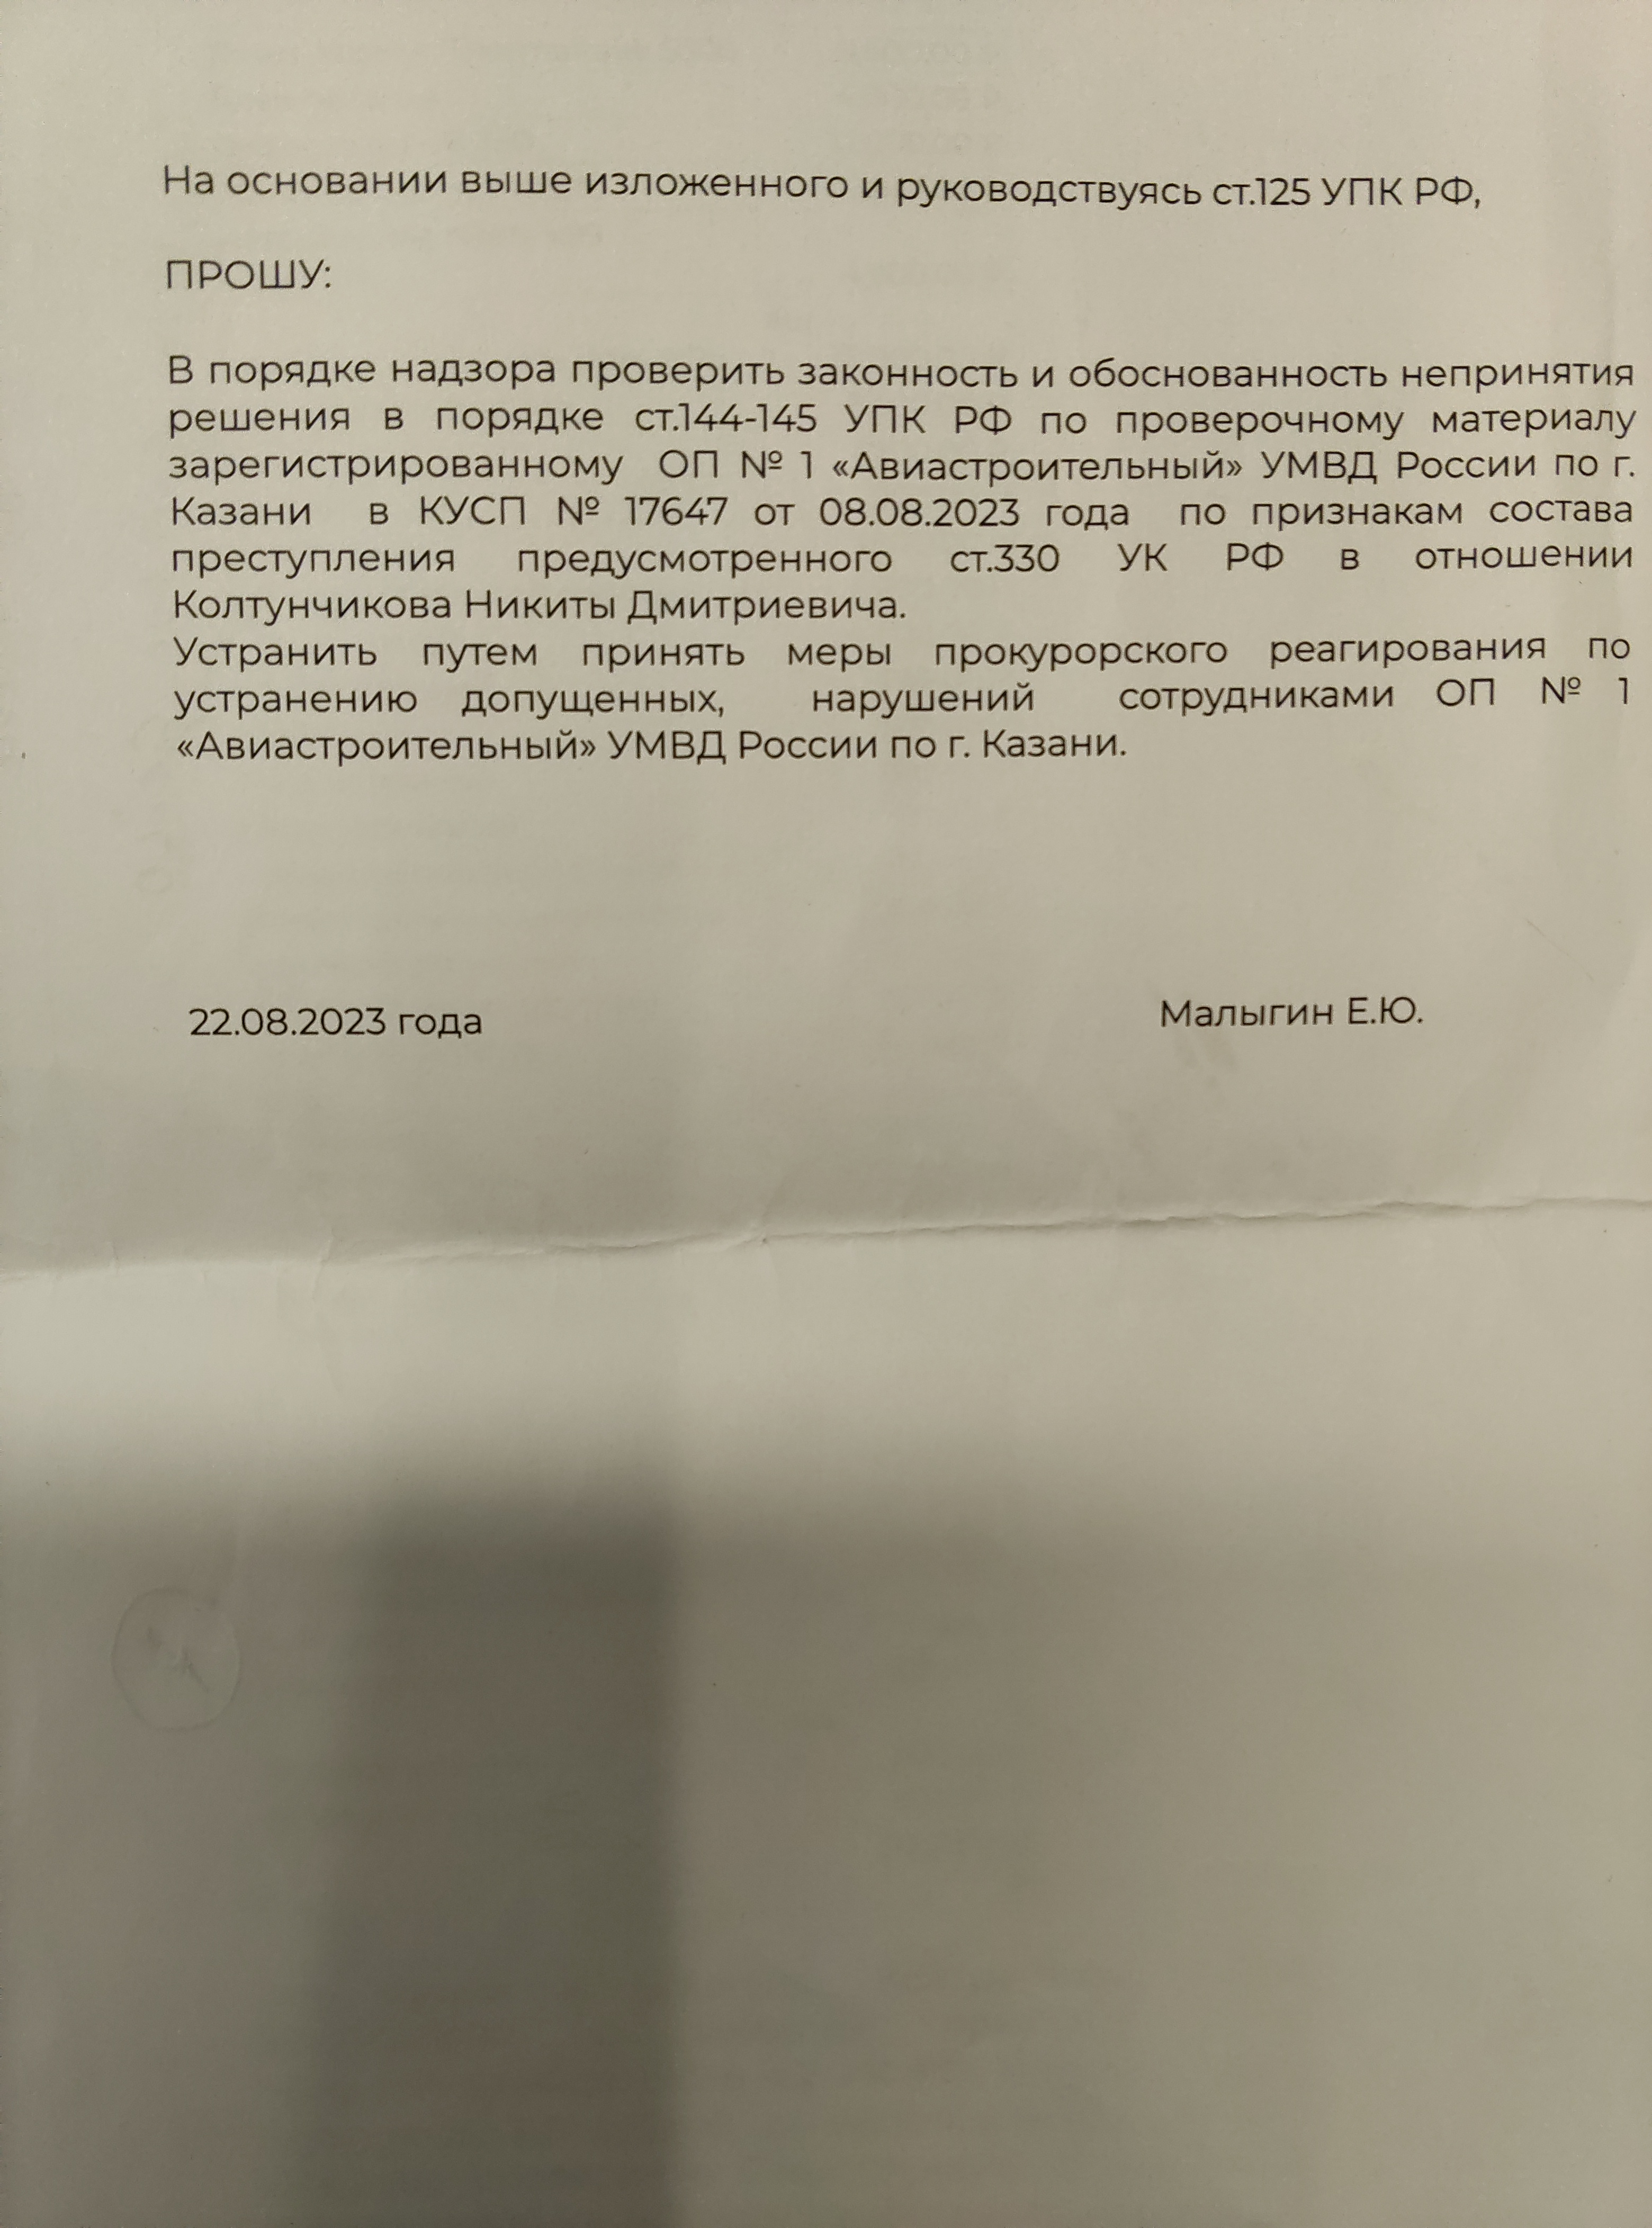 На основании выше изложенного и руководствуясь ст.125 УПК РФ,
ПРОШУ:
В порядке надзора проверить законность и обоснованность непринятия
решения в порядке ст.144-145 УПК РФ по проверочному материалу
зарегистрированному ОП № 1 «Авиастроительный» УМВД России по г.
Казани в КУСП № 17647 от 08.08.2023 года по признакам состава
преступления предусмотренного ст.330 УК РФ в отношении
Колтунчикова Никиты Дмитриевича.
Устранить путем принять меры прокурорского реагирования по
устранению допущенных, нарушений сотрудниками ОП № 1
«Авиастроительный» УМВД России по г. Казани.
22.08.2023 года Малыгин Е.Ю.